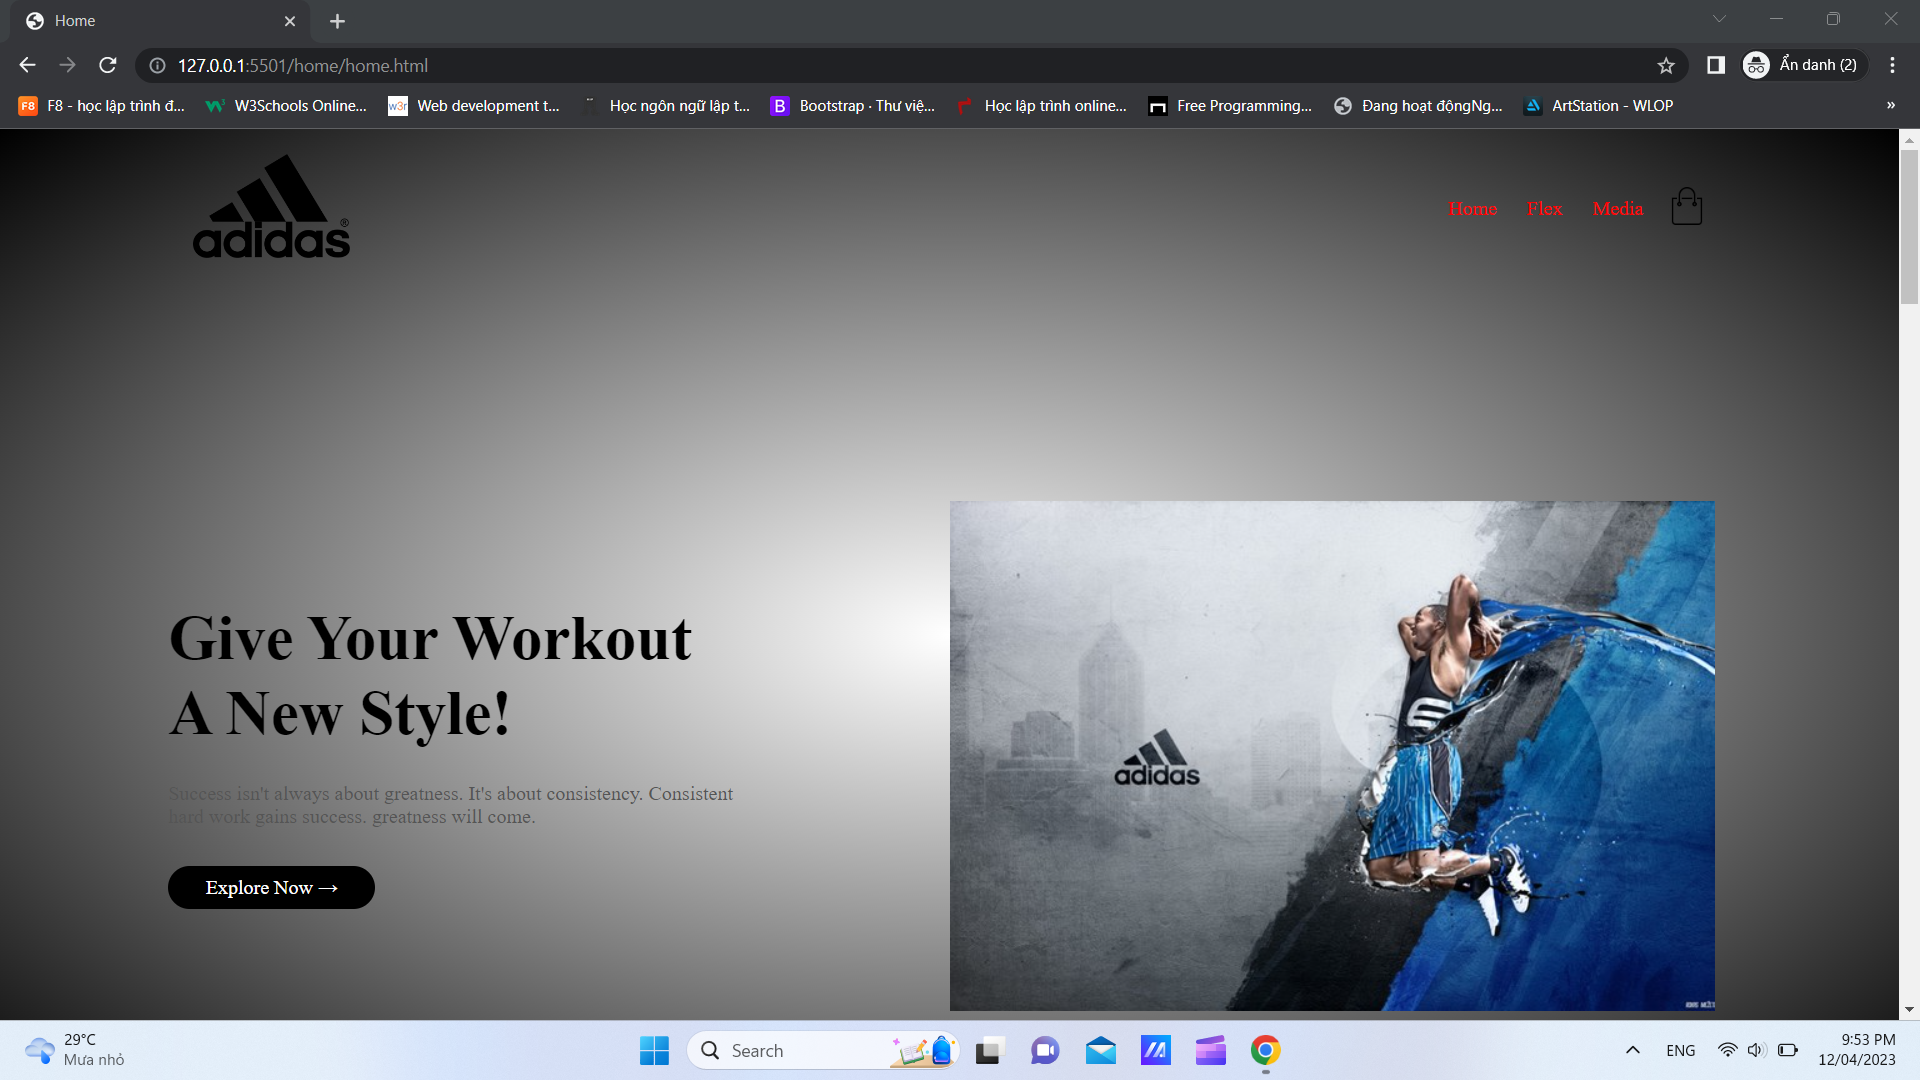 Home
127.0.0.1:5501/home/home.html
Ẩn danh (2)
F8 - học lập trình đ...
W3Schools Online...
Web development t...
Học ngôn ngữ lập t...
Bootstrap · Thư việ...
Học lập trình online...
Free Programming...
Đang hoạt độngNg...
ArtStation - WLOP
»
adidas®
Home Flex Media
Give Your Workout
A New Style!
Success isn't always about greatness. It's about consistency. Consistent
hard work gains success. greatness will come.
Explore Now →
adidas
29°C
Mưa nhỏ
Search
ENG
9:53 PM
12/04/2023